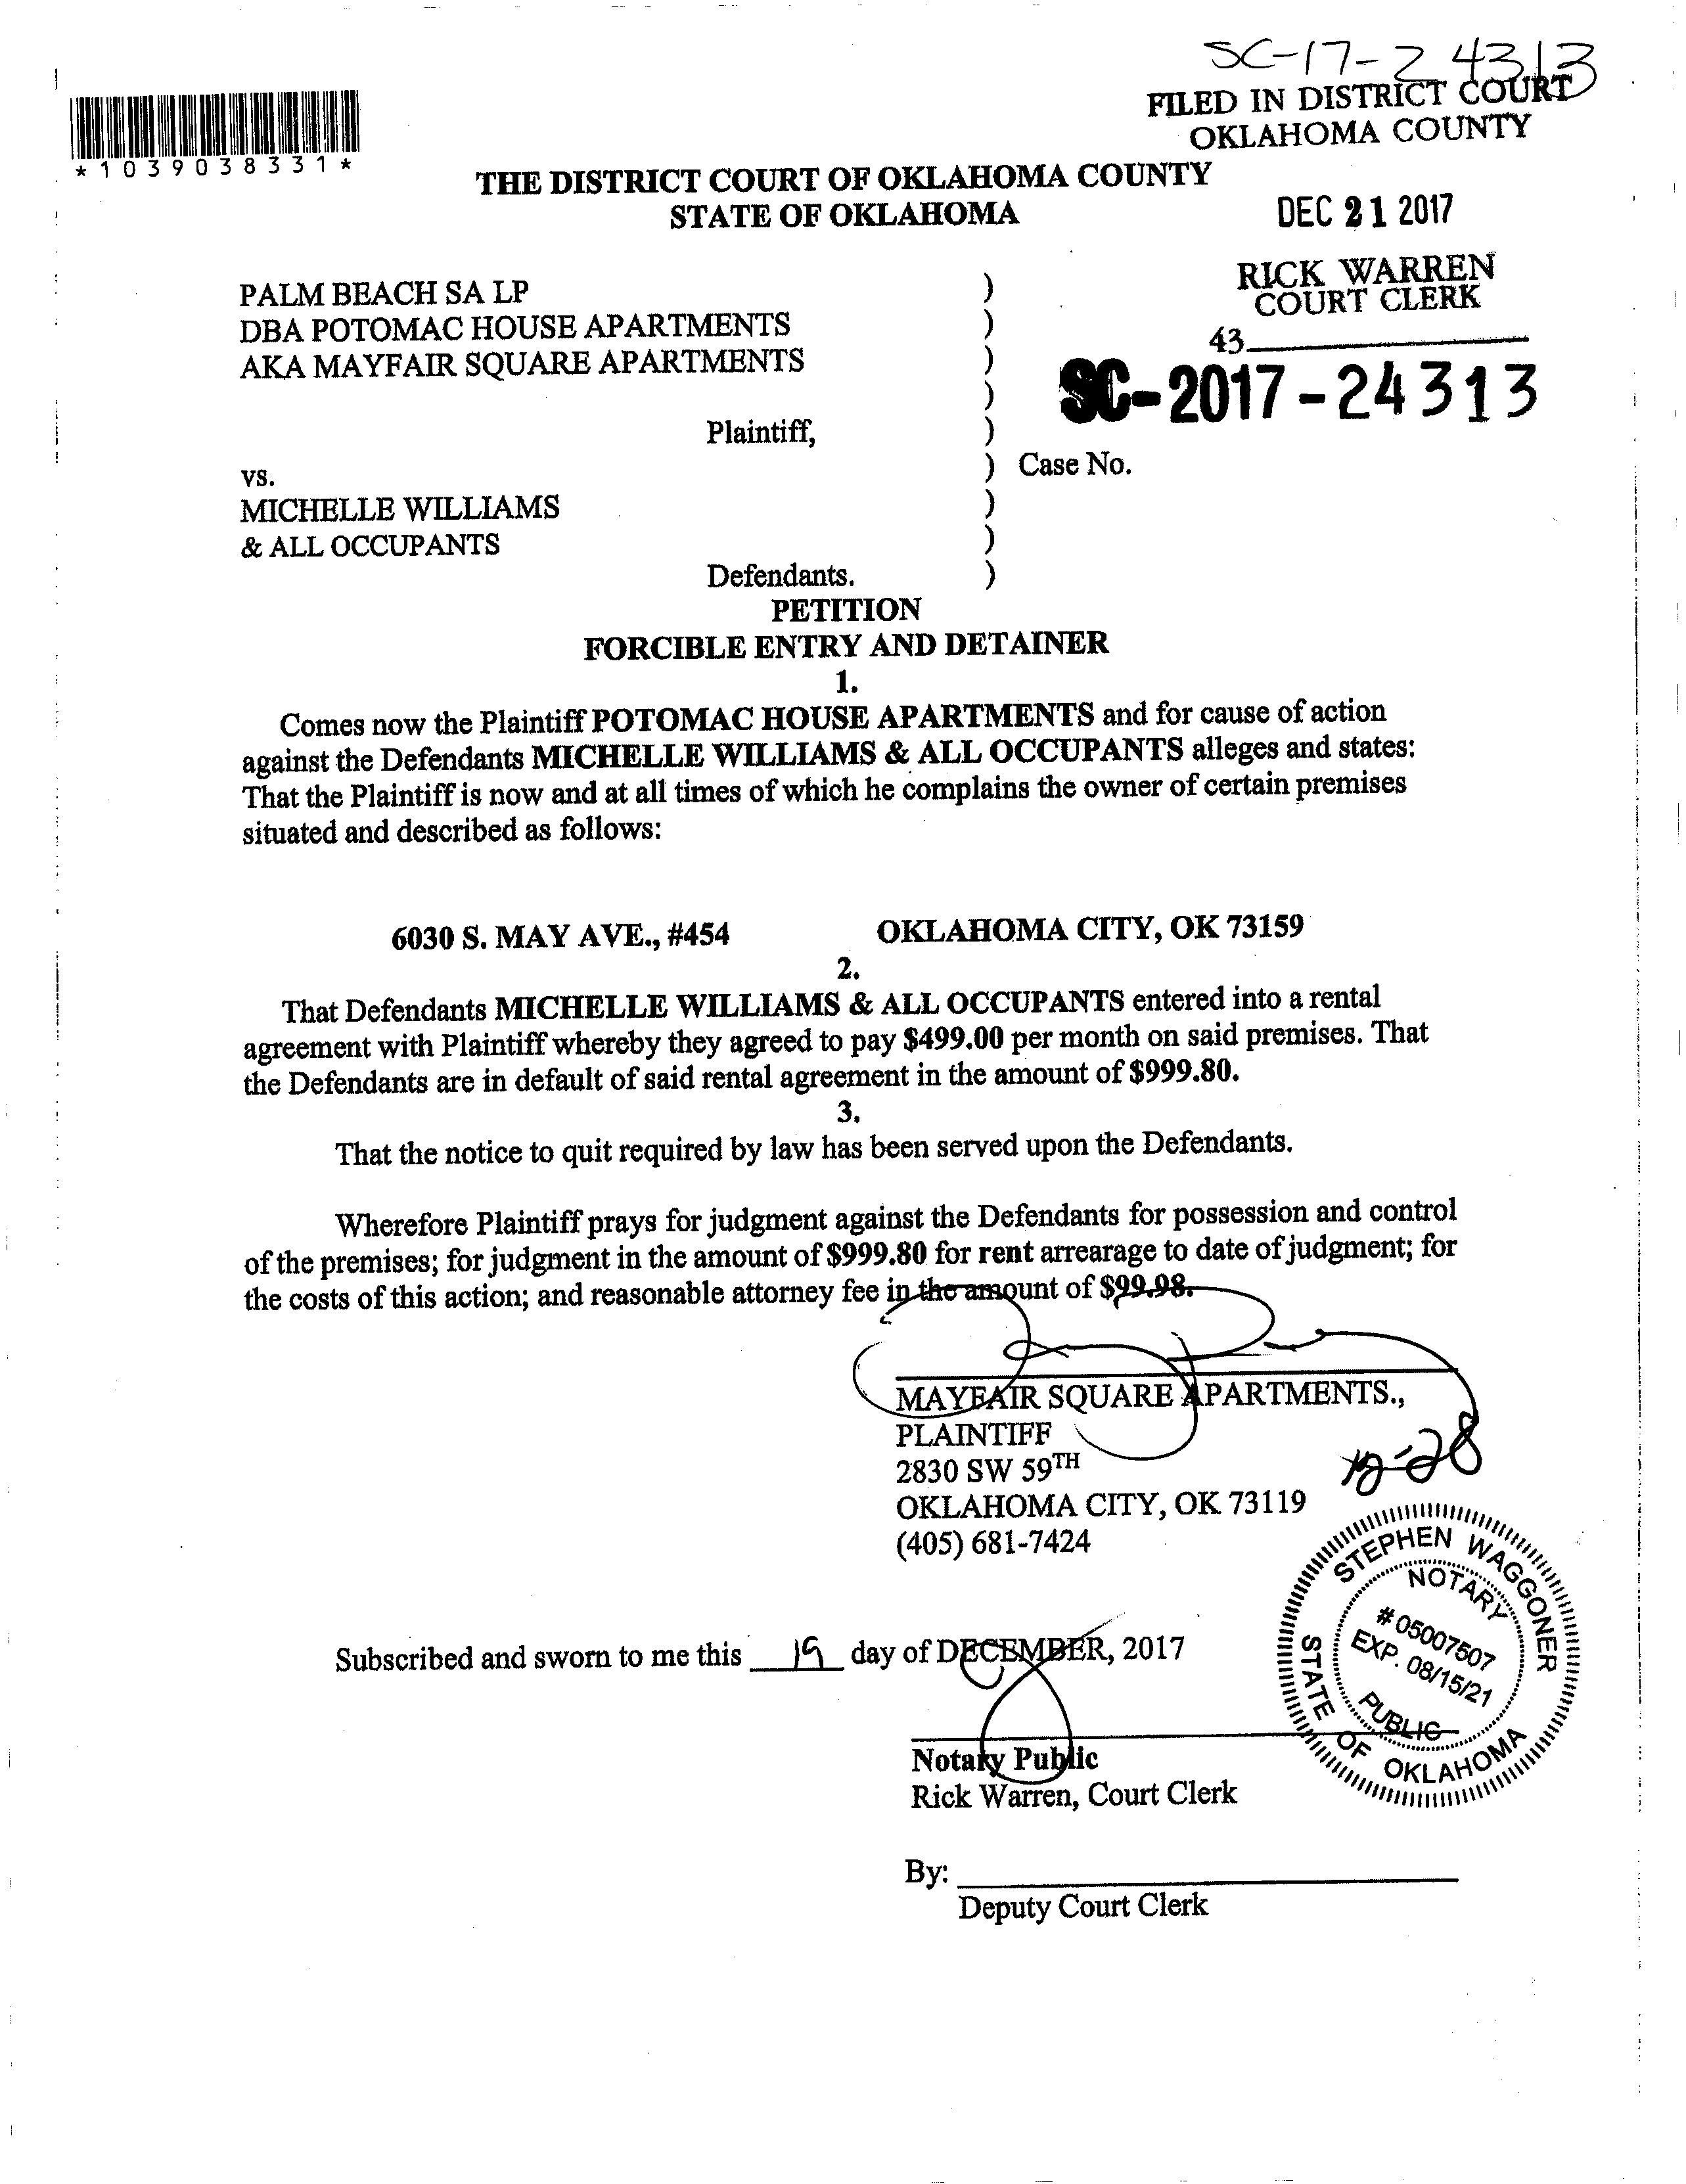 SC-17-24313
FILED IN DISTRICT COURT
OKLAHOMA COUNTY
*1039038331*
THE DISTRICT COURT OF OKLAHOMA COUNTY
STATE OF OKLAHOMA
DEC 21 2017
RICK WARREN
COURT CLERK
43
PALM BEACH SA LP )
DBA POTOMAC HOUSE APARTMENTS )
AKA MAYFAIR SQUARE APARTMENTS )
)
SC-2017-24313
Plaintiff, )
vs. ) Case No.
MICHELLE WILLIAMS )
& ALL OCCUPANTS )
Defendants. )
PETITION
FORCIBLE ENTRY AND DETAINER
1.
Comes now the Plaintiff POTOMAC HOUSE APARTMENTS and for cause of action
against the Defendants MICHELLE WILLIAMS & ALL OCCUPANTS alleges and states:
That the Plaintiff is now and at all times of which he complains the owner of certain premises
situated and described as follows:
6030 S. MAY AVE., #454 OKLAHOMA CITY, OK 73159
2.
That Defendants MICHELLE WILLIAMS & ALL OCCUPANTS entered into a rental
agreement with Plaintiff whereby they agreed to pay $499.00 per month on said premises. That
the Defendants are in default of said rental agreement in the amount of $999.80.
3.
That the notice to quit required by law has been served upon the Defendants.
Wherefore Plaintiff prays for judgment against the Defendants for possession and control
of the premises; for judgment in the amount of $999.80 for rent arrearage to date of judgment; for
the costs of this action; and reasonable attorney fee in the amount of $99.98.
MAYFAIR SQUARE APARTMENTS.,
PLAINTIFF
2830 SW 59TH
OKLAHOMA CITY, OK 73119
(405) 681-7424
12-28
STEPHEN WAGGONER
NOTARY
# 05007507
EXP. 08/15/21
PUBLIC
STATE OF OKLAHOMA
Subscribed and sworn to me this 19 day of DECEMBER, 2017
Notary Public
Rick Warren, Court Clerk
By:
Deputy Court Clerk